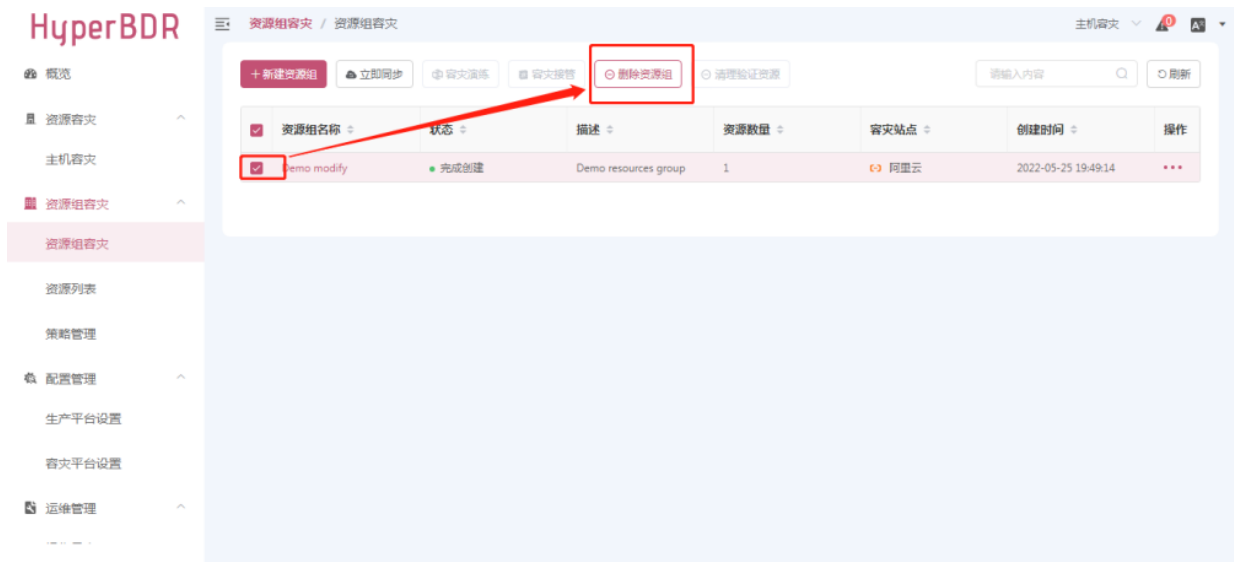 HyperBDR
资源组容灾 / 资源组容灾
主机容灾
0
A
概览
资源容灾
主机容灾
资源组容灾
资源组容灾
资源列表
策略管理
配置管理
生产平台设置
容灾平台设置
运维管理
+新建资源组 立即同步 容灾演练 容灾接管 删除资源组 清理验证资源 请输入内容 刷新
资源组名称 状态 描述 资源数量 容灾站点 创建时间 操作
Demo modify 完成创建 Demo resources group 1 阿里云 2022-05-25 19:49:14 •••